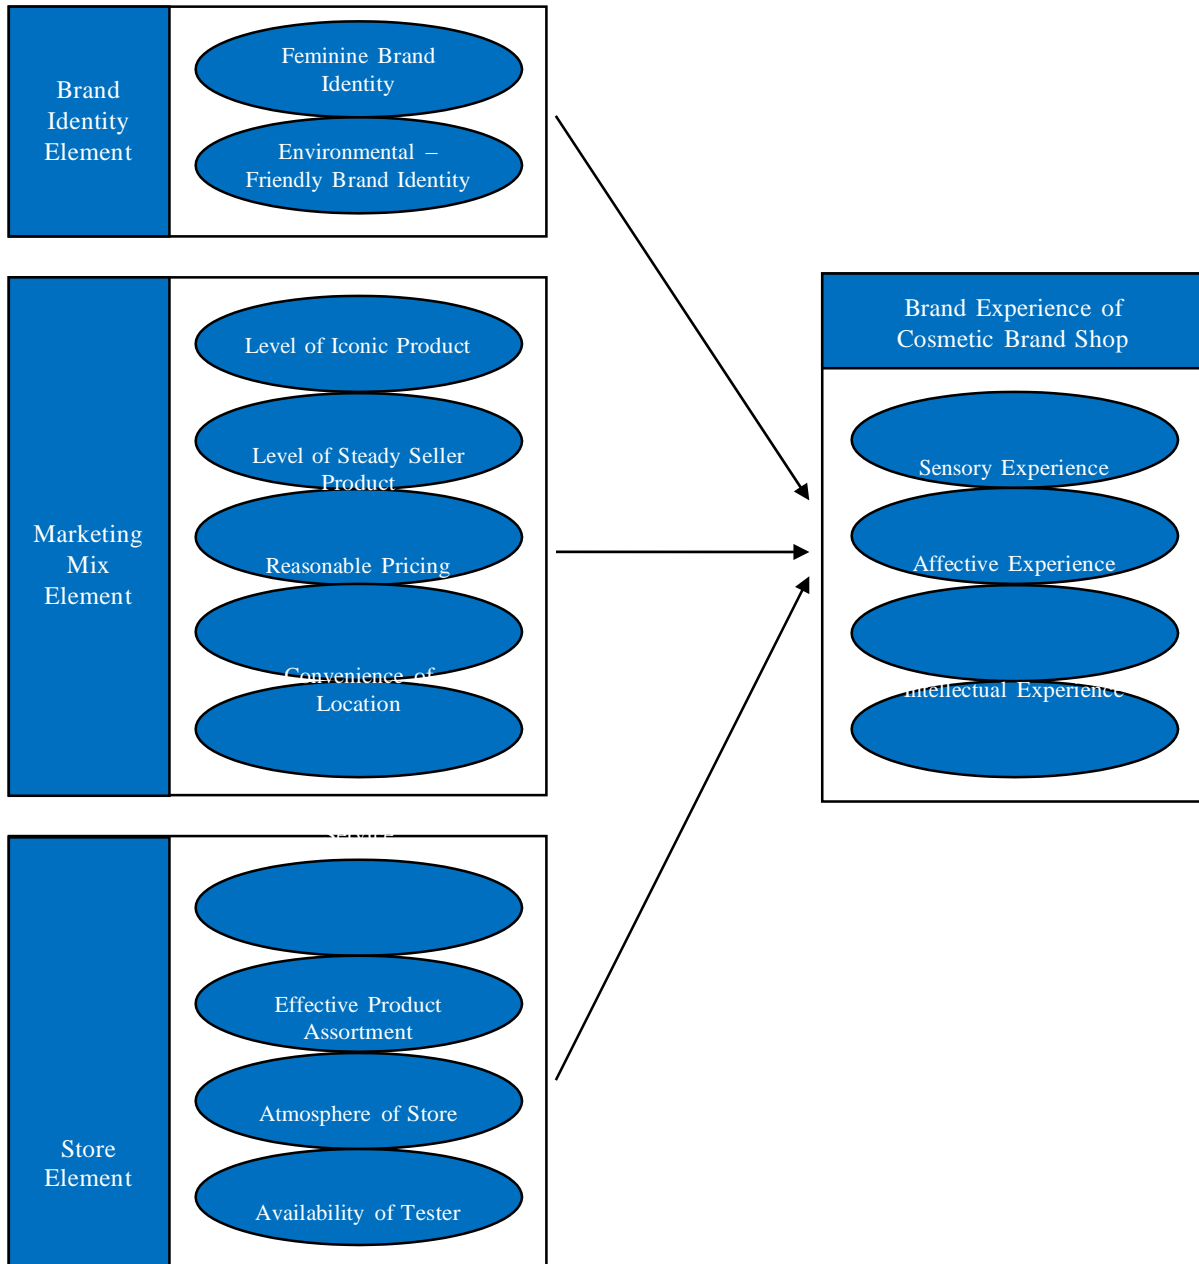 Brand
Identity
Element
Feminine Brand
Identity
Environmental –
Friendly Brand Identity
Marketing
Mix
Element
Level of Iconic Product
Level of Steady Seller
Product
Reasonable Pricing
Convenience of
Location
Service
Store
Element
Effective Product
Assortment
Atmosphere of Store
Availability of Tester
Brand Experience of
Cosmetic Brand Shop
Sensory Experience
Affective Experience
Intellectual Experience